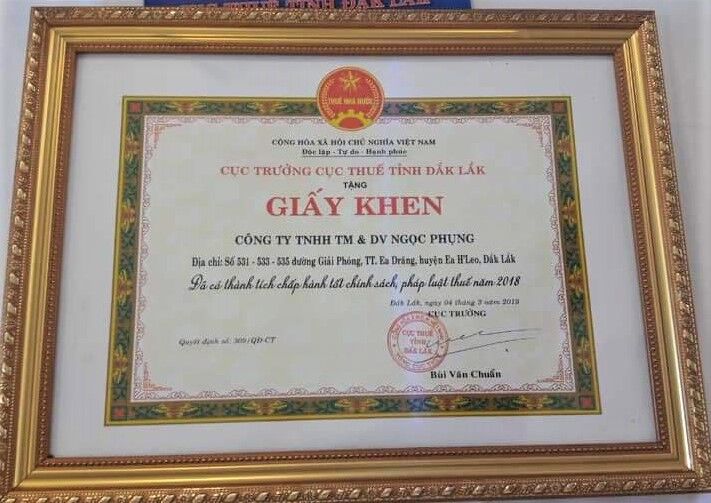 THUẾ TỈNH ĐẮK LẮK
THUẾ NHÀ NƯỚC
CỘNG HÒA XÃ HỘI CHỦ NGHĨA VIỆT NAM
Độc lập - Tự do - Hạnh phúc
CỤC TRƯỞNG CỤC THUẾ TỈNH ĐẮK LẮK
TẶNG
GIẤY KHEN
CÔNG TY TNHH TM & DV NGỌC PHỤNG
Địa chỉ: Số 531 - 533 - 535 đường Giải Phóng, TT. Ea Drăng, huyện Ea H'Leo, Đắk Lắk
Đã có thành tích chấp hành tốt chính sách, pháp luật thuế năm 2018
Đắk Lắk, ngày 04 tháng 3 năm 2019
CỤC TRƯỞNG
Quyết định số: 309/QĐ-CT
CỤC THUẾ
TỈNH
ĐẮK LẮK
Bùi Văn Chuẩn